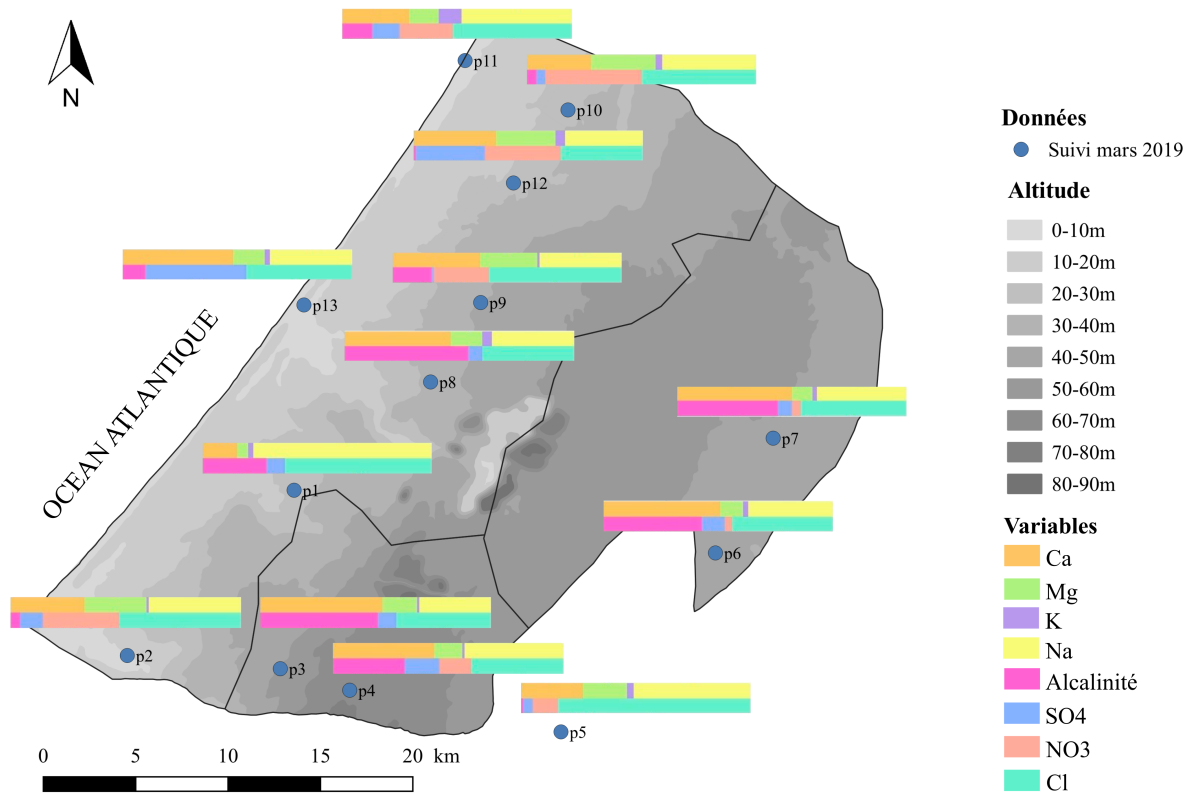 N
p11
p10
p12
p13
p9
p8
p7
p1
p6
p2
p3
p4
p5
OCEAN ATLANTIQUE
0 5 10 15 20 km
Données
Suivi mars 2019
Altitude
0-10m
10-20m
20-30m
30-40m
40-50m
50-60m
60-70m
70-80m
80-90m
Variables
Ca
Mg
K
Na
Alcalinité
SO4
NO3
Cl